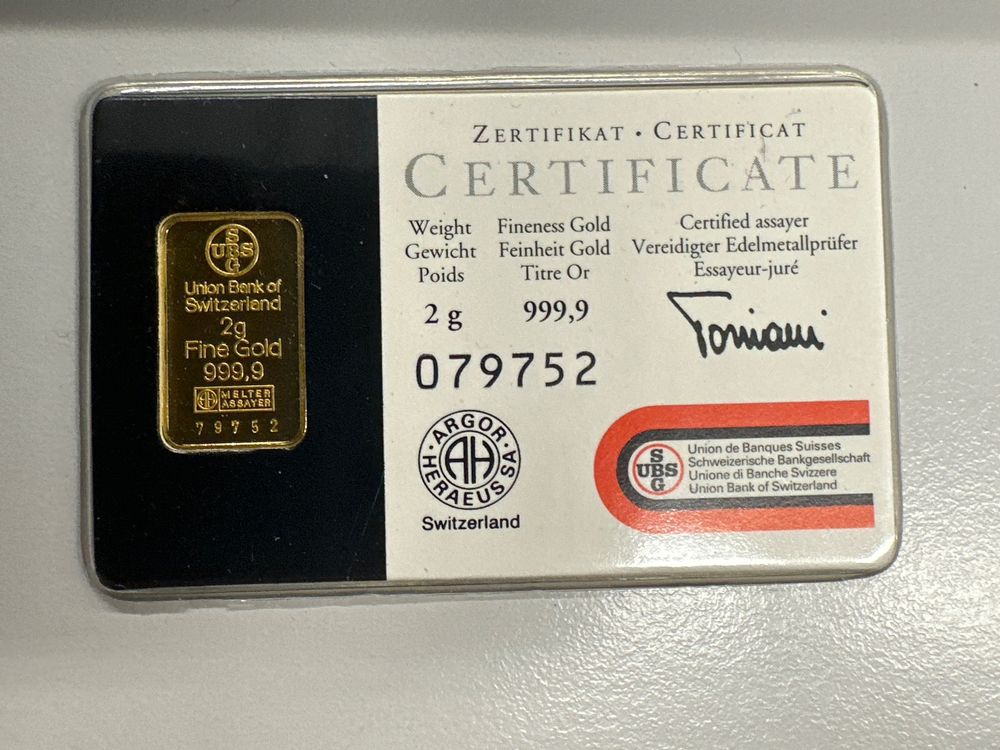 S
UBS
G
Union Bank of
Switzerland
2g
Fine Gold
999,9
AH MELTER
ASSAYER
79752
ZERTIFIKAT · CERTIFICAT
CERTIFICATE
Weight Fineness Gold Certified assayer
Gewicht Feinheit Gold Vereidigter Edelmetallprüfer
Poids Titre Or Essayeur-juré
2 g 999,9
Toniani
079752
·ARGOR·
AH
HERAEUS SA
Switzerland
S
UBS
G
Union de Banques Suisses
Schweizerische Bankgesellschaft
Unione di Banche Svizzere
Union Bank of Switzerland